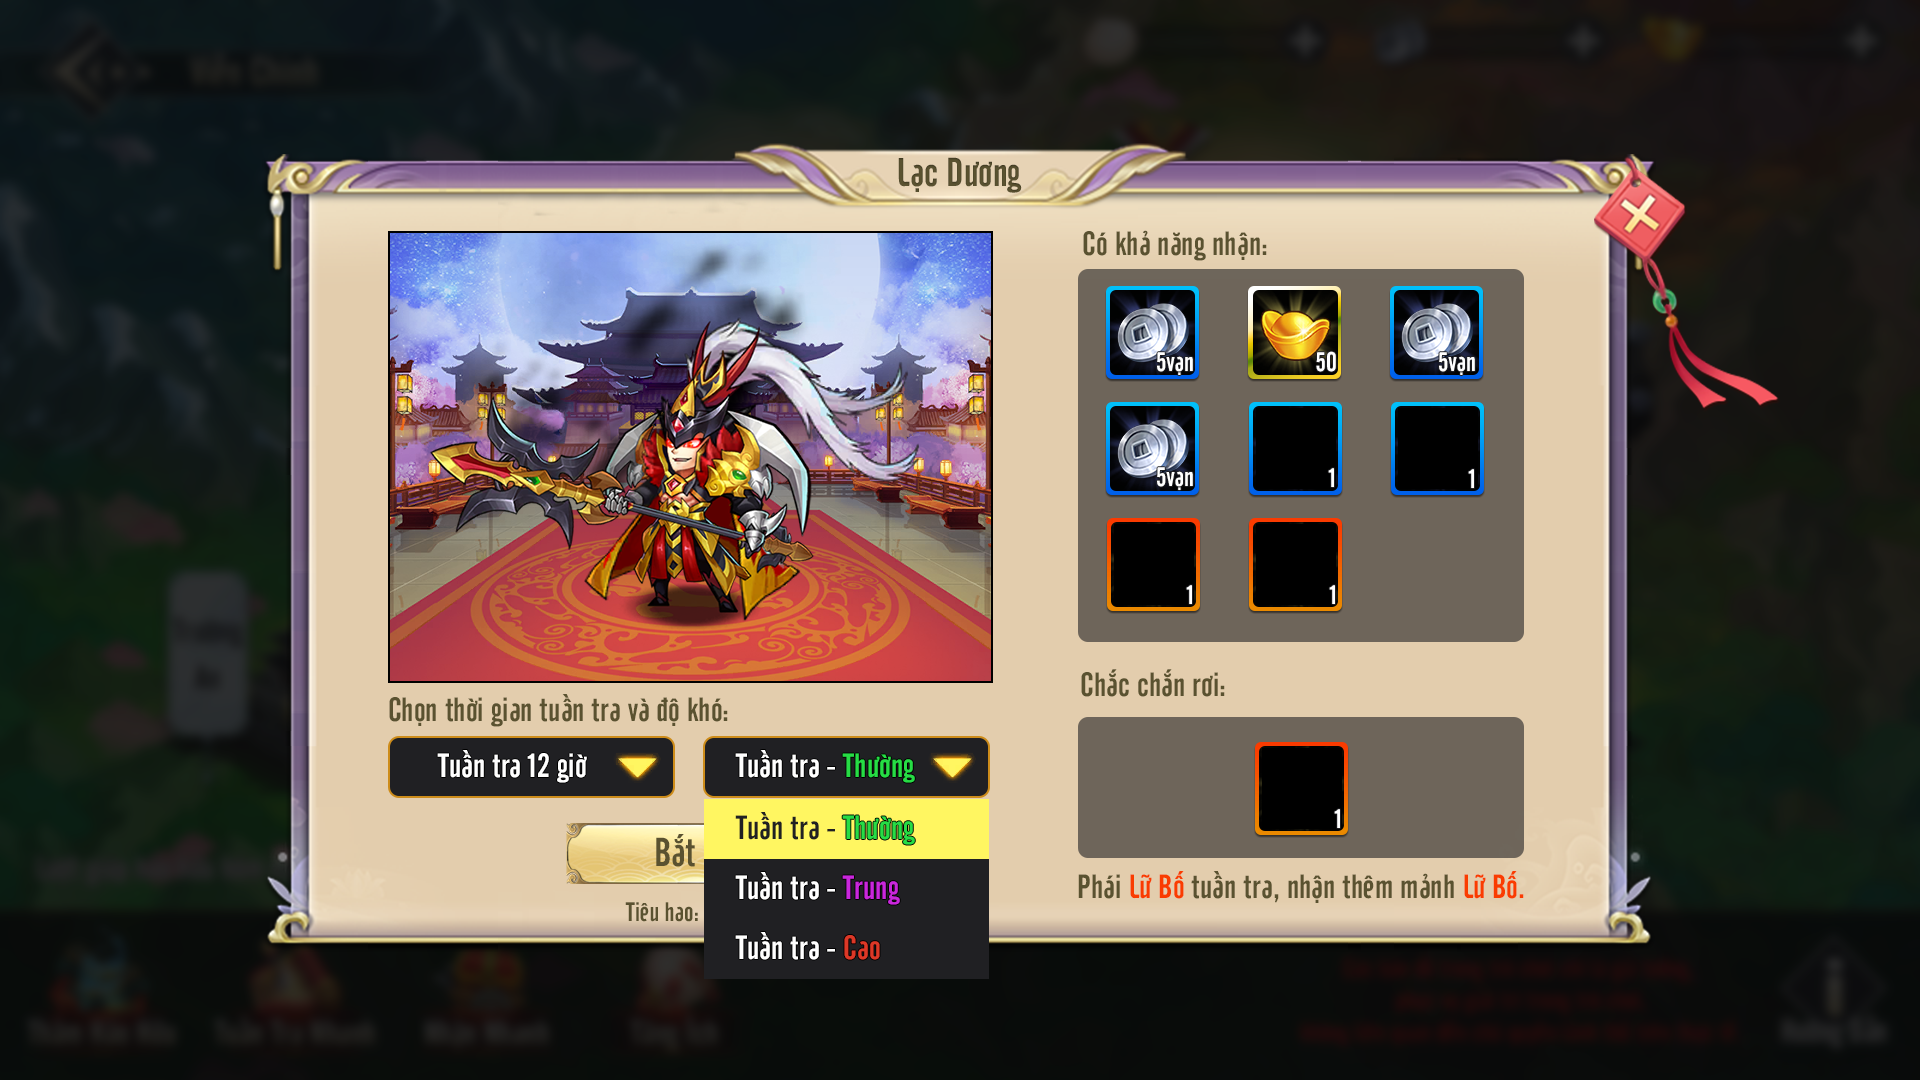 Viễn Chinh
Lạc Dương
Có khả năng nhận:
5vạn
50
5vạn
5vạn
1
1
1
1
Chọn thời gian tuần tra và độ khó:
Chắc chắn rơi:
Tuần tra 12 giờ
Tuần tra - Thường
1
Tuần tra - Thường
Bắt
Tuần tra - Trung
Phái Lữ Bố tuần tra, nhận thêm mảnh Lữ Bố.
Tiêu hao:
Tuần tra - Cao